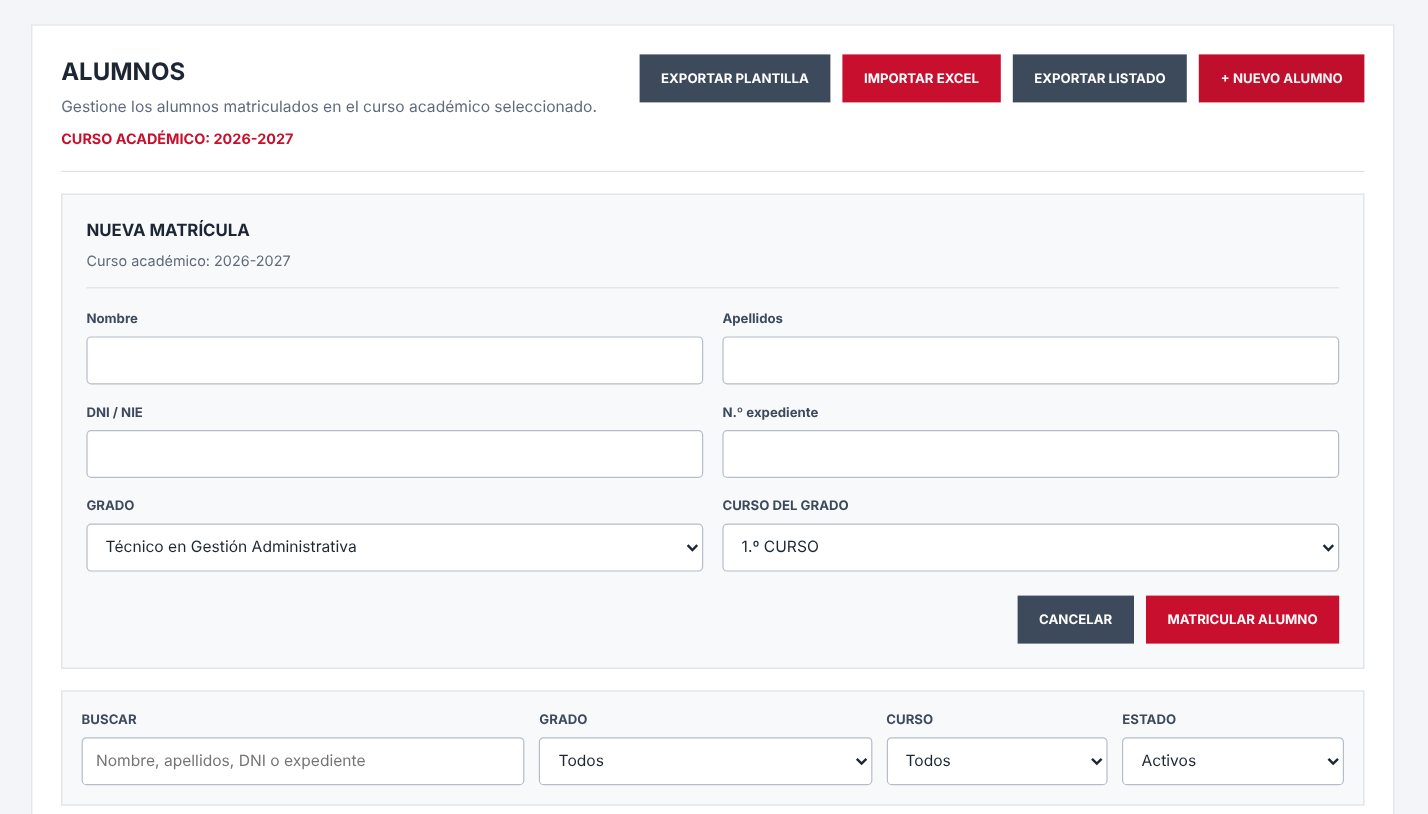 ALUMNOS
Gestione los alumnos matriculados en el curso académico seleccionado.
CURSO ACADÉMICO: 2026-2027
EXPORTAR PLANTILLA
IMPORTAR EXCEL
EXPORTAR LISTADO
+ NUEVO ALUMNO
NUEVA MATRÍCULA
Curso académico: 2026-2027
Nombre
Apellidos
DNI / NIE
N.º expediente
GRADO
CURSO DEL GRADO
Técnico en Gestión Administrativa
1.º CURSO
CANCELAR
MATRICULAR ALUMNO
BUSCAR
GRADO
CURSO
ESTADO
Nombre, apellidos, DNI o expediente
Todos
Todos
Activos